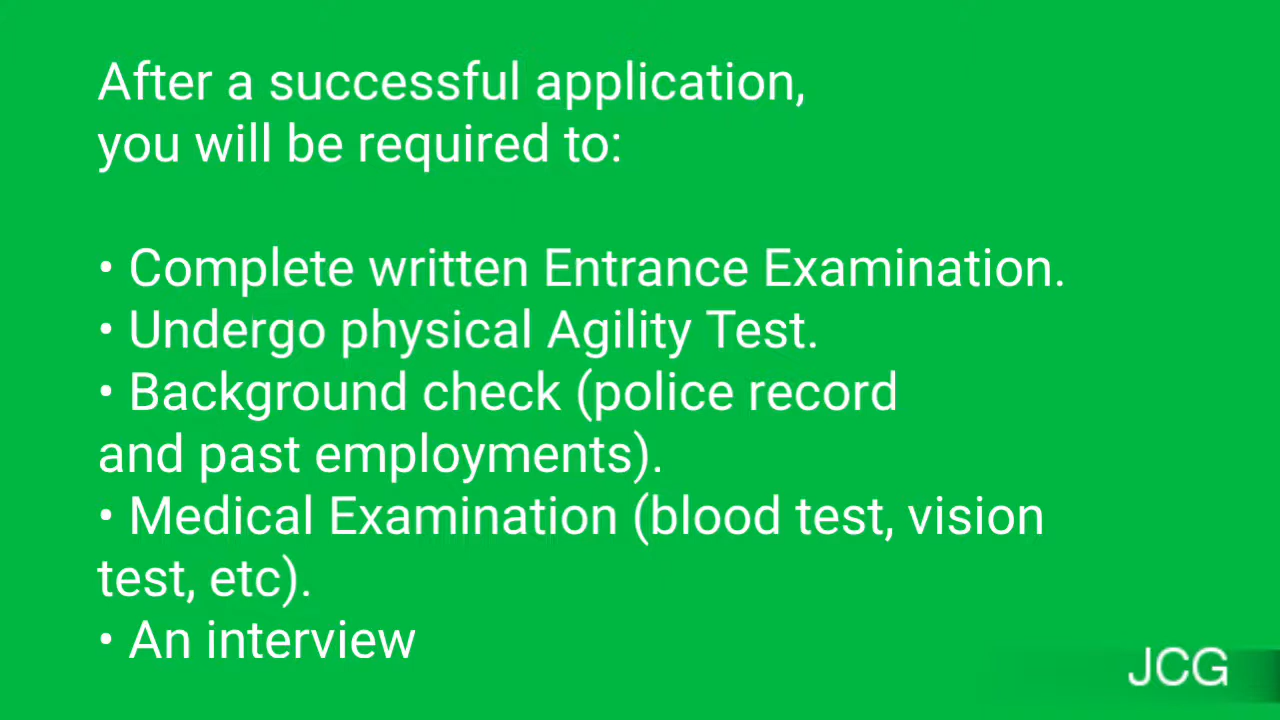 After a successful application,
you will be required to:
• Complete written Entrance Examination.
• Undergo physical Agility Test.
• Background check (police record
and past employments).
• Medical Examination (blood test, vision
test, etc).
• An interview
JCG